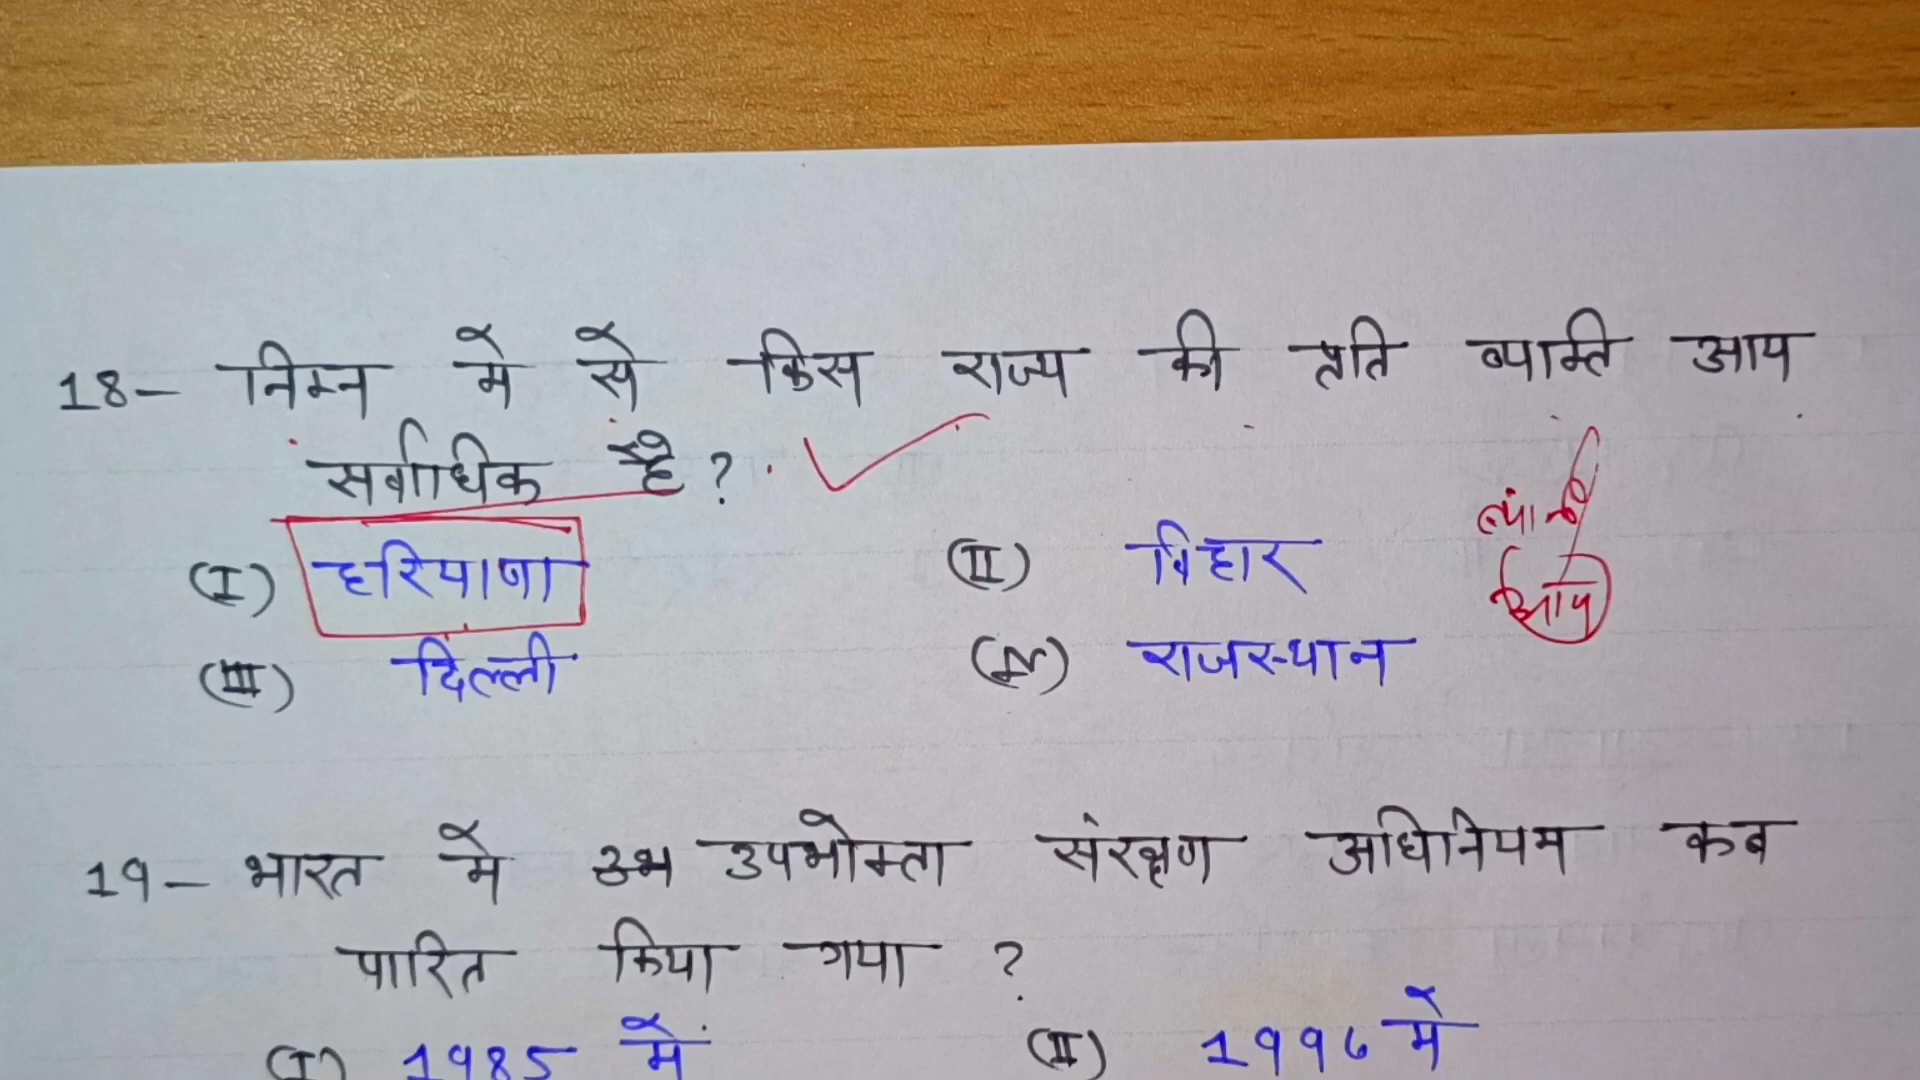 18- निम्न मे से किस राज्य की प्रति व्यक्ति आय
सर्वाधिक है ?
(I) हरियाणा (II) बिहार
(III) दिल्ली (IV) राजस्थान
आय
19- भारत मे उपभोक्ता संरक्षण अधिनियम कब
पारित किया गया ?
(I) 1985 में (II) 1996 मे